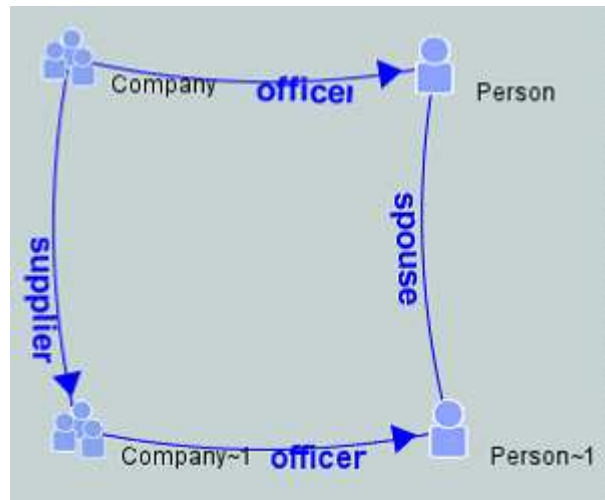 Company
officer
Person
supplier
spouse
Company~1
officer
Person~1